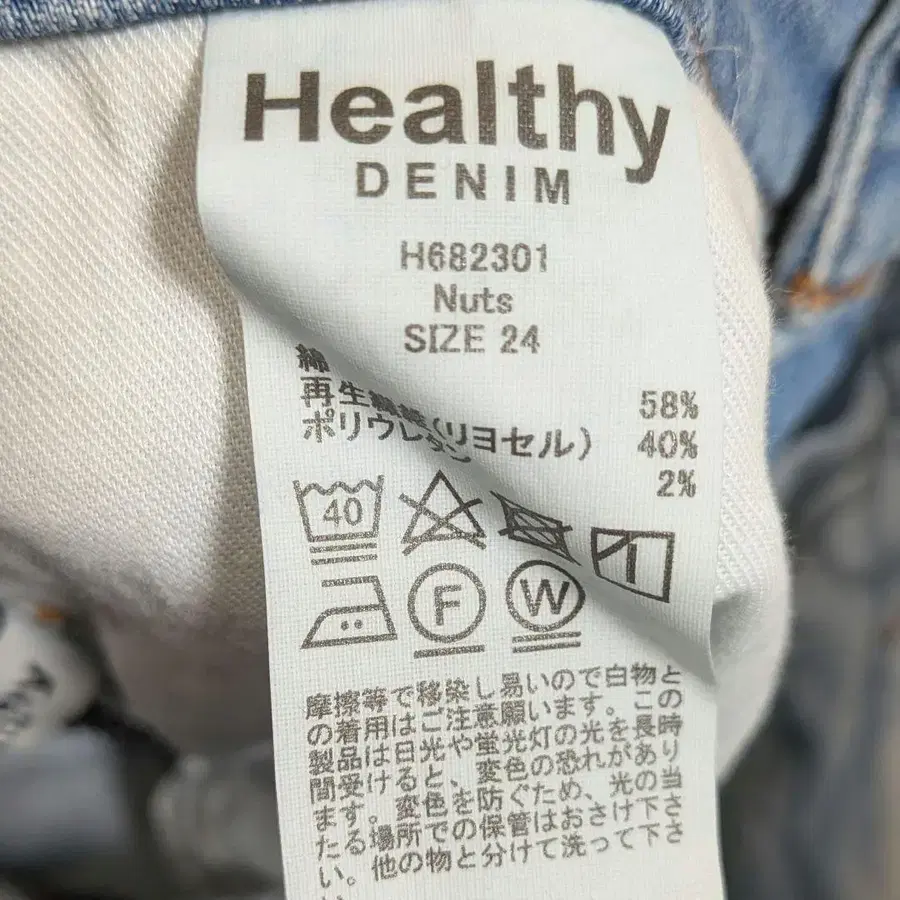 Healthy
DENIM
H682301
Nuts
SIZE 24
綿 58%
再生繊維(リヨセル) 40%
ポリウレタン 2%
40
F
W
摩擦等で移染し易いので白物と
の着用はご注意願います。この
製品は日光や蛍光灯の光を長時
間受けると、変色の恐れがあり
ます。変色を防ぐため、光の当
たる場所での保管はおさけ下さ
い。他の物と分けて洗って下さ